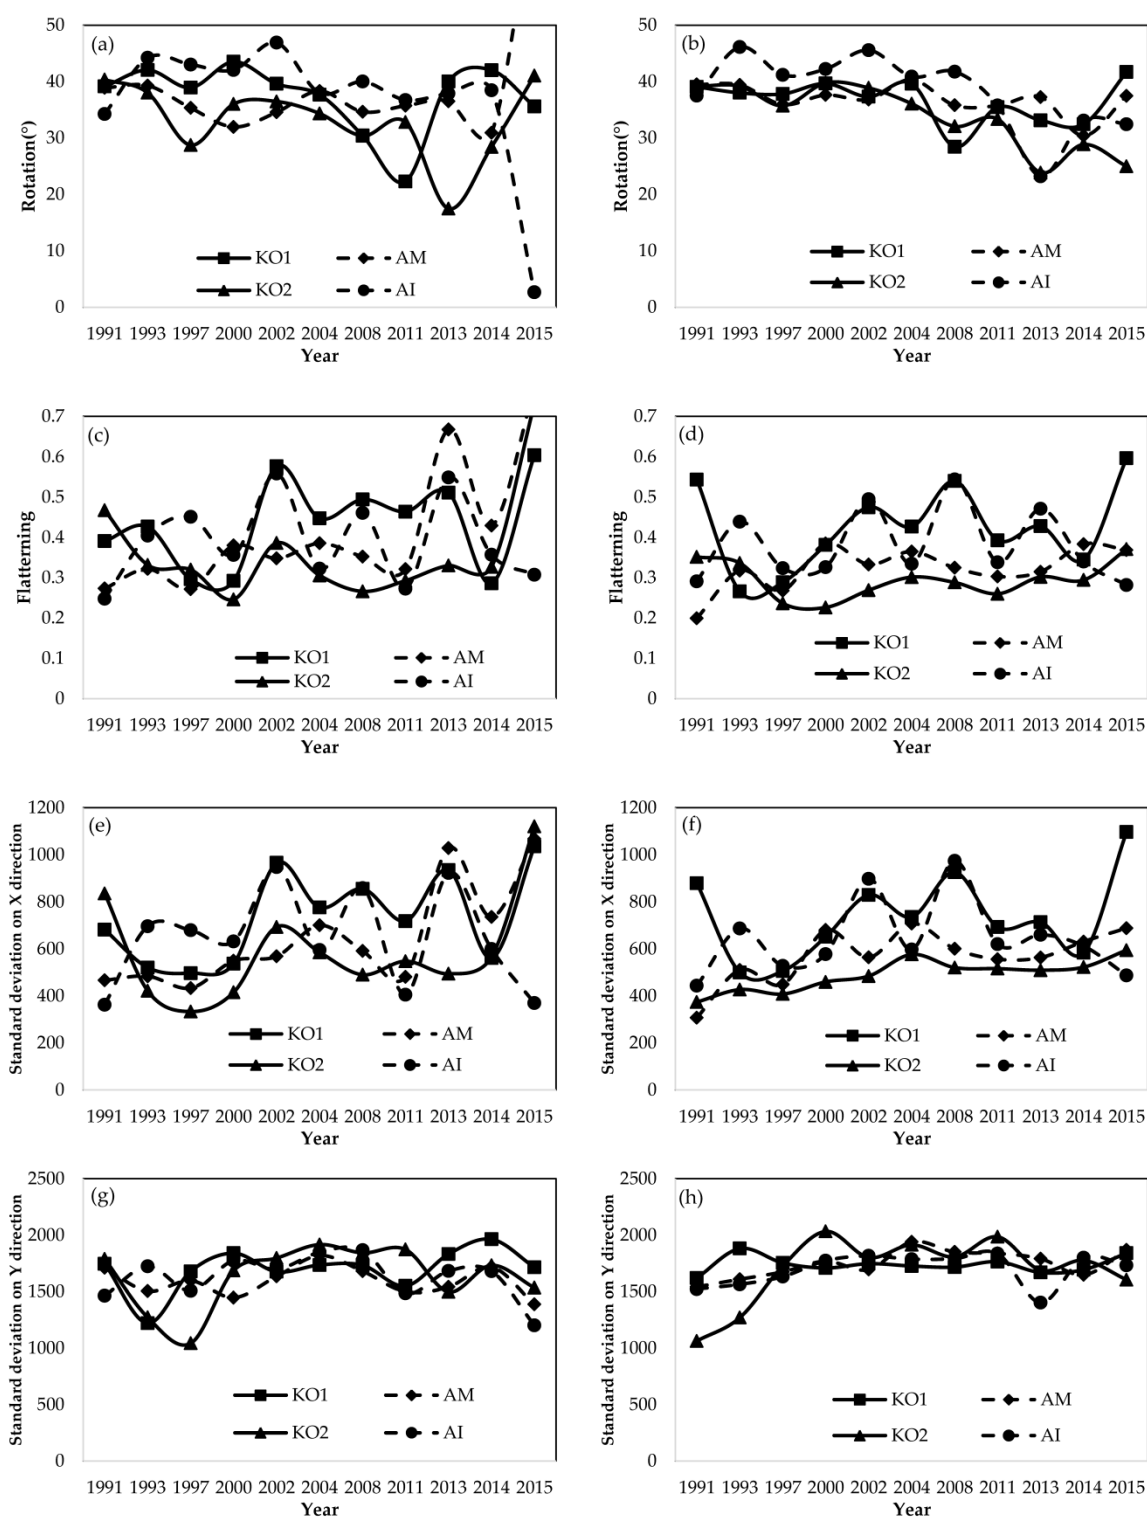 (a)
50
40
30
20
10
0
Rotation(°)
KO1 AM
KO2 AI
1991 1993 1997 2000 2002 2004 2008 2011 2013 2014 2015
Year
(b)
50
40
30
20
10
0
Rotation(°)
KO1 AM
KO2 AI
1991 1993 1997 2000 2002 2004 2008 2011 2013 2014 2015
Year
(c)
0.7
0.6
0.5
0.4
0.3
0.2
0.1
0
Flatterning
KO1 AM
KO2 AI
1991 1993 1997 2000 2002 2004 2008 2011 2013 2014 2015
Year
(d)
0.7
0.6
0.5
0.4
0.3
0.2
0.1
0
Flatterning
KO1 AM
KO2 AI
1991 1993 1997 2000 2002 2004 2008 2011 2013 2014 2015
Year
(e)
1200
1000
800
600
400
200
0
Standard deviation on X direction
KO1 AM
KO2 AI
1991 1993 1997 2000 2002 2004 2008 2011 2013 2014 2015
Year
(f)
1200
1000
800
600
400
200
0
Standard deviation on X direction
KO1 AM
KO2 AI
1991 1993 1997 2000 2002 2004 2008 2011 2013 2014 2015
Year
(g)
2500
2000
1500
1000
500
0
Standard deviation on Y direction
KO1 AM
KO2 AI
1991 1993 1997 2000 2002 2004 2008 2011 2013 2014 2015
Year
(h)
2500
2000
1500
1000
500
0
Standard deviation on Y direction
KO1 AM
KO2 AI
1991 1993 1997 2000 2002 2004 2008 2011 2013 2014 2015
Year